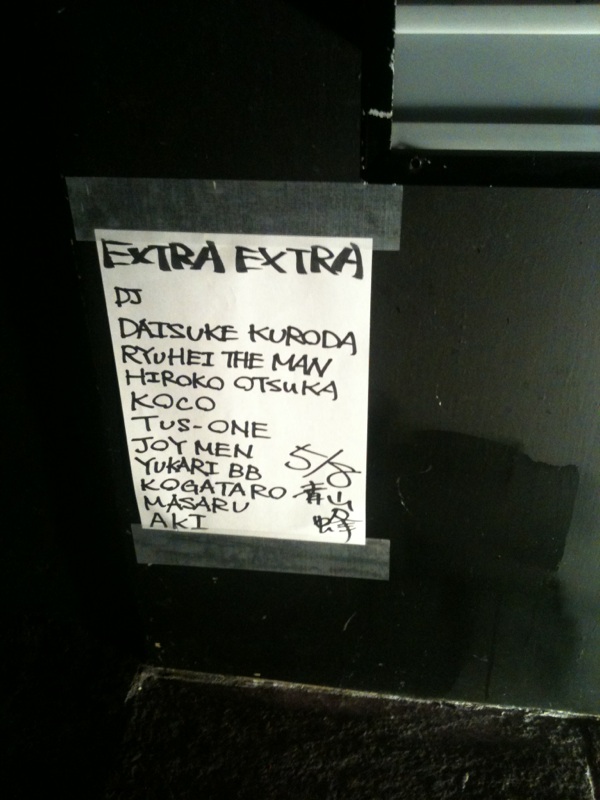 EXTRA EXTRA
DJ
DAISUKE KURODA
RYUHEI THE MAN
HIROKO OTSUKA
KOCO
TUS-ONE
JOY MEN
YUKARI BB
KOGATARO
MASARU
AKI
5/8
青山
蜂